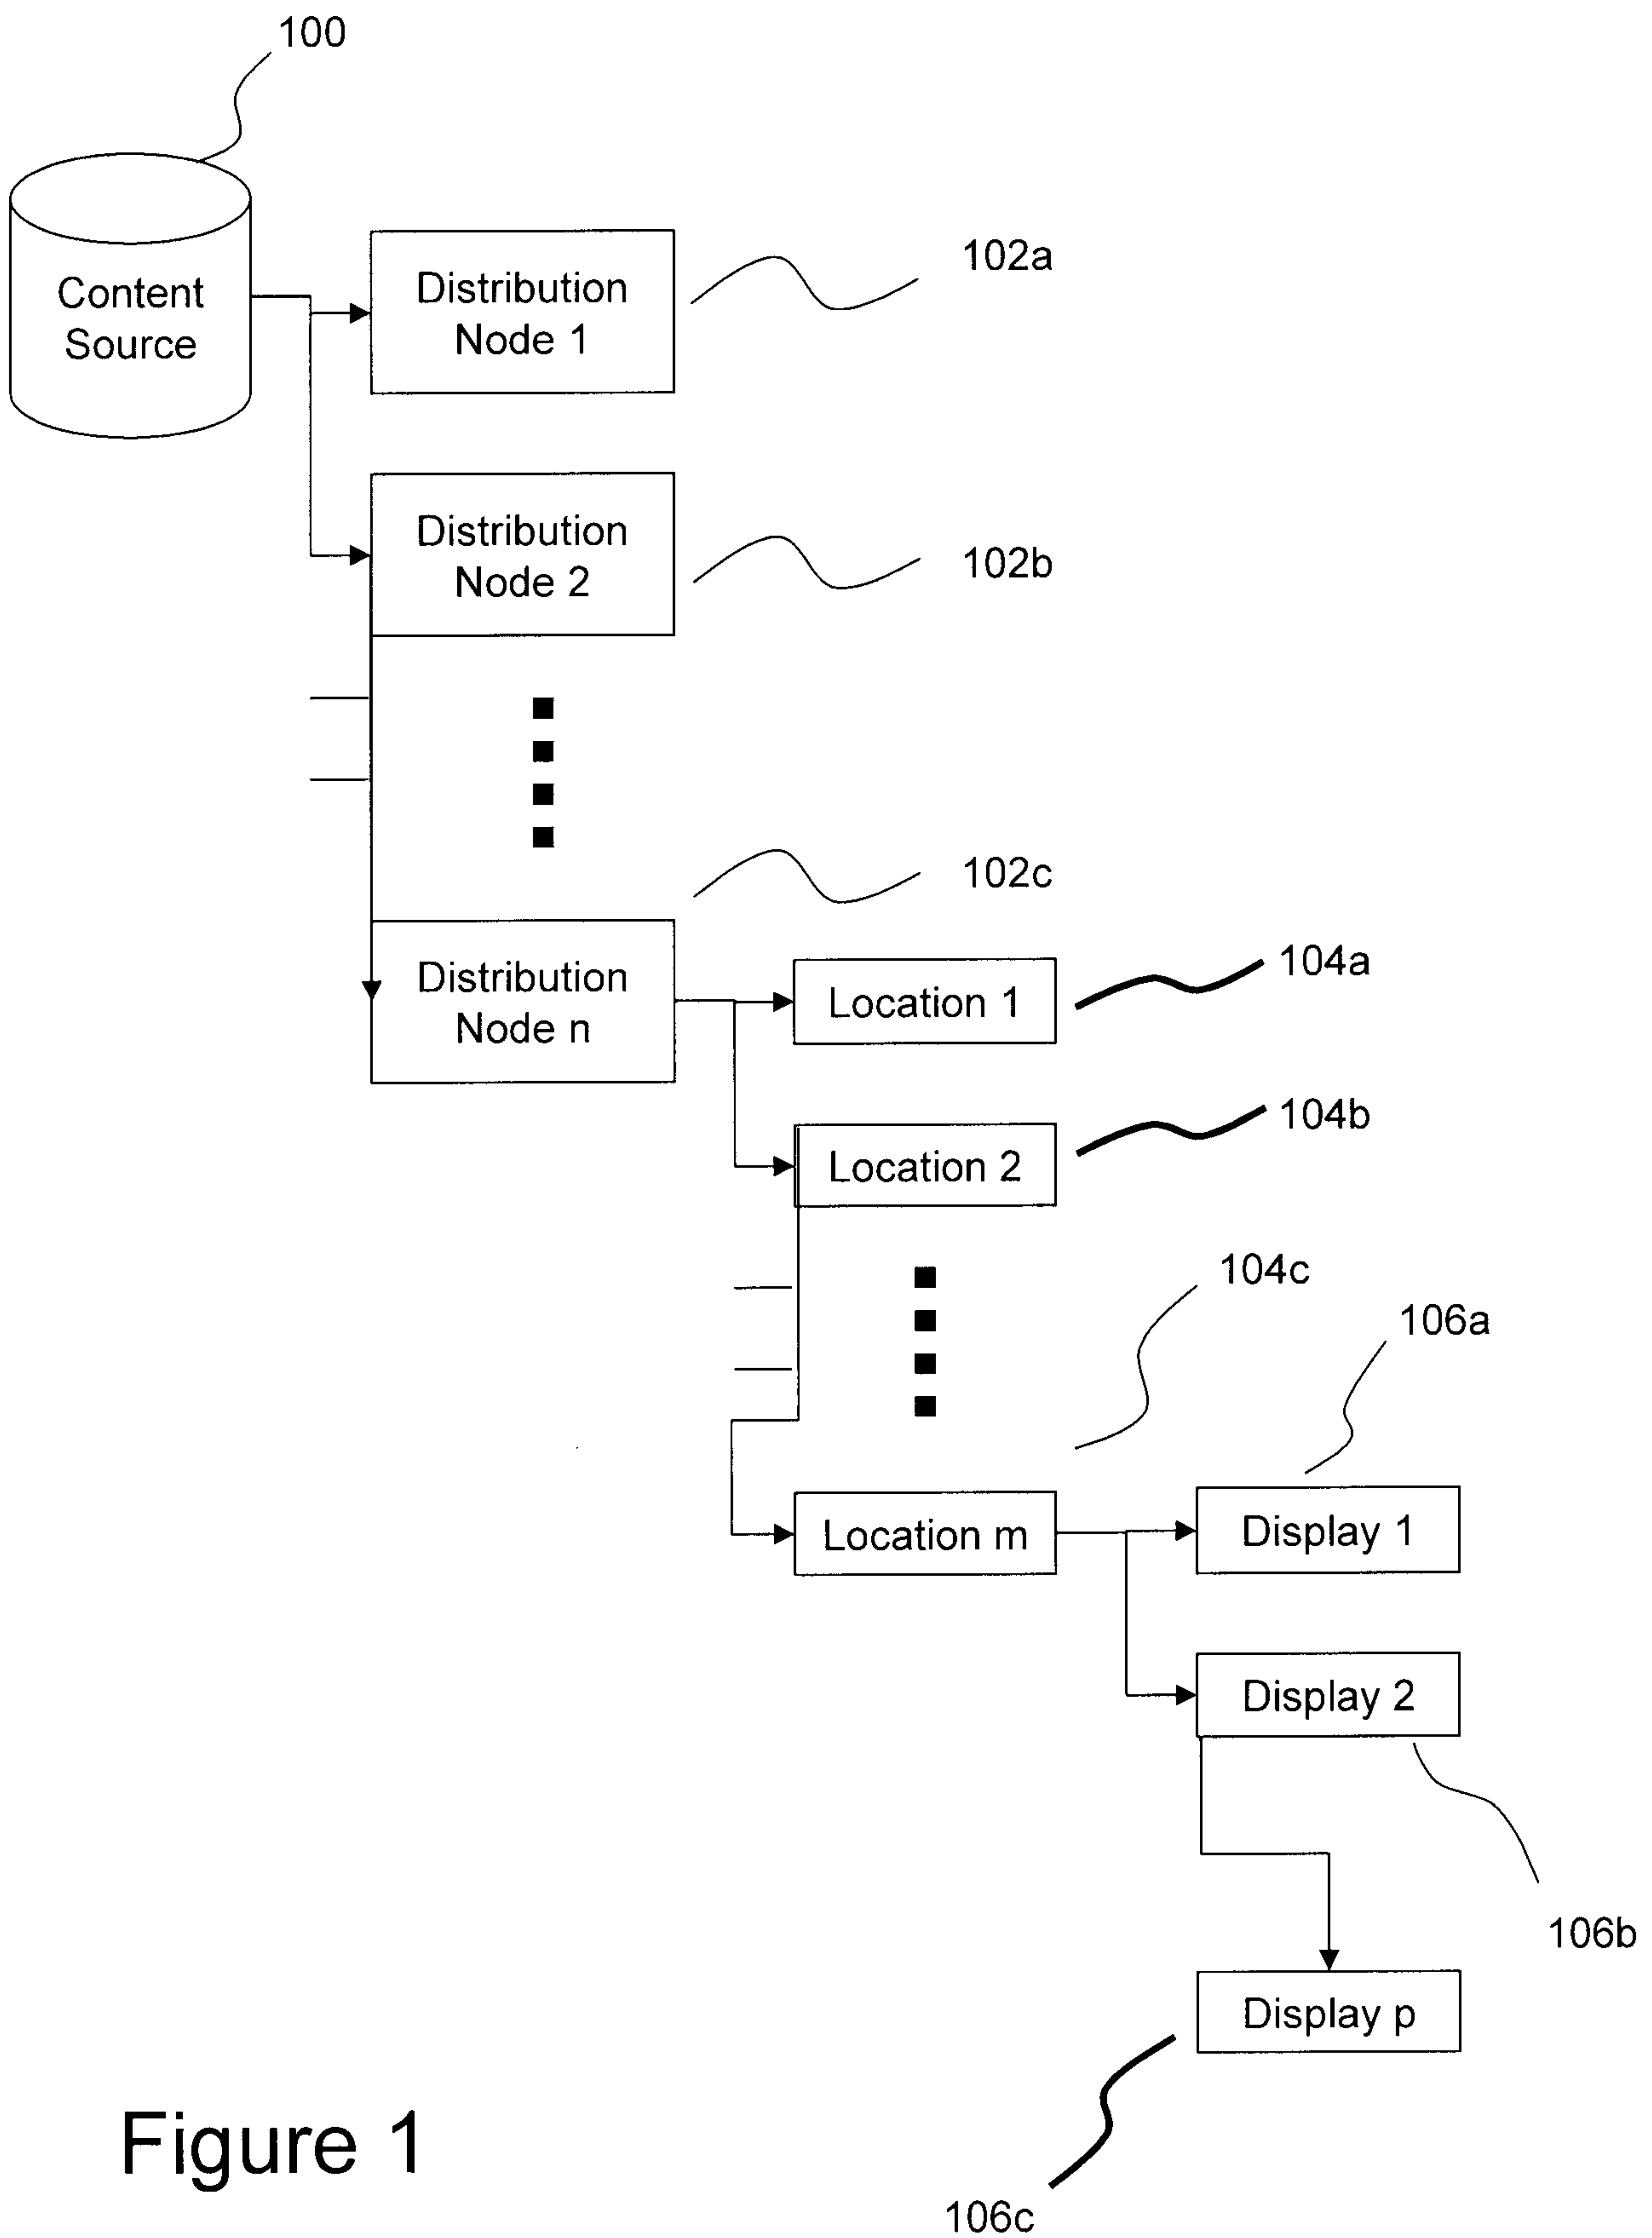 100
Content
Source
Distribution
Node 1
102a
Distribution
Node 2
102b
102c
Distribution
Node n
Location 1
104a
Location 2
104b
104c
106a
Location m
Display 1
Display 2
106b
Display p
106c
Figure 1